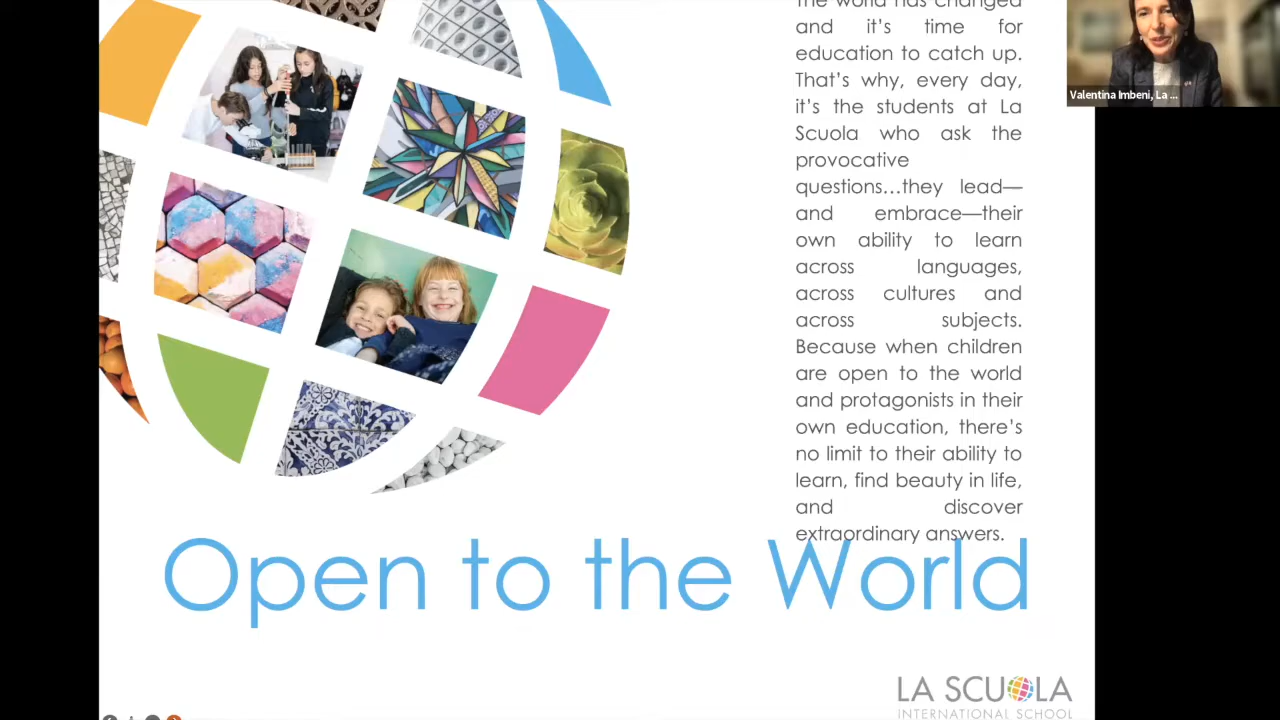 The world has changed
and it's time for
education to catch up.
That's why, every day,
it's the students at La
Scuola who ask the
provocative
questions…they lead—
and embrace—their
own ability to learn
across languages,
across cultures and
across subjects.
Because when children
are open to the world
and protagonists in their
own education, there's
no limit to their ability to
learn, find beauty in life,
and discover
extraordinary answers.
Open to the World
LA SCUOLA
INTERNATIONAL SCHOOL
Valentina Imbeni, La ...